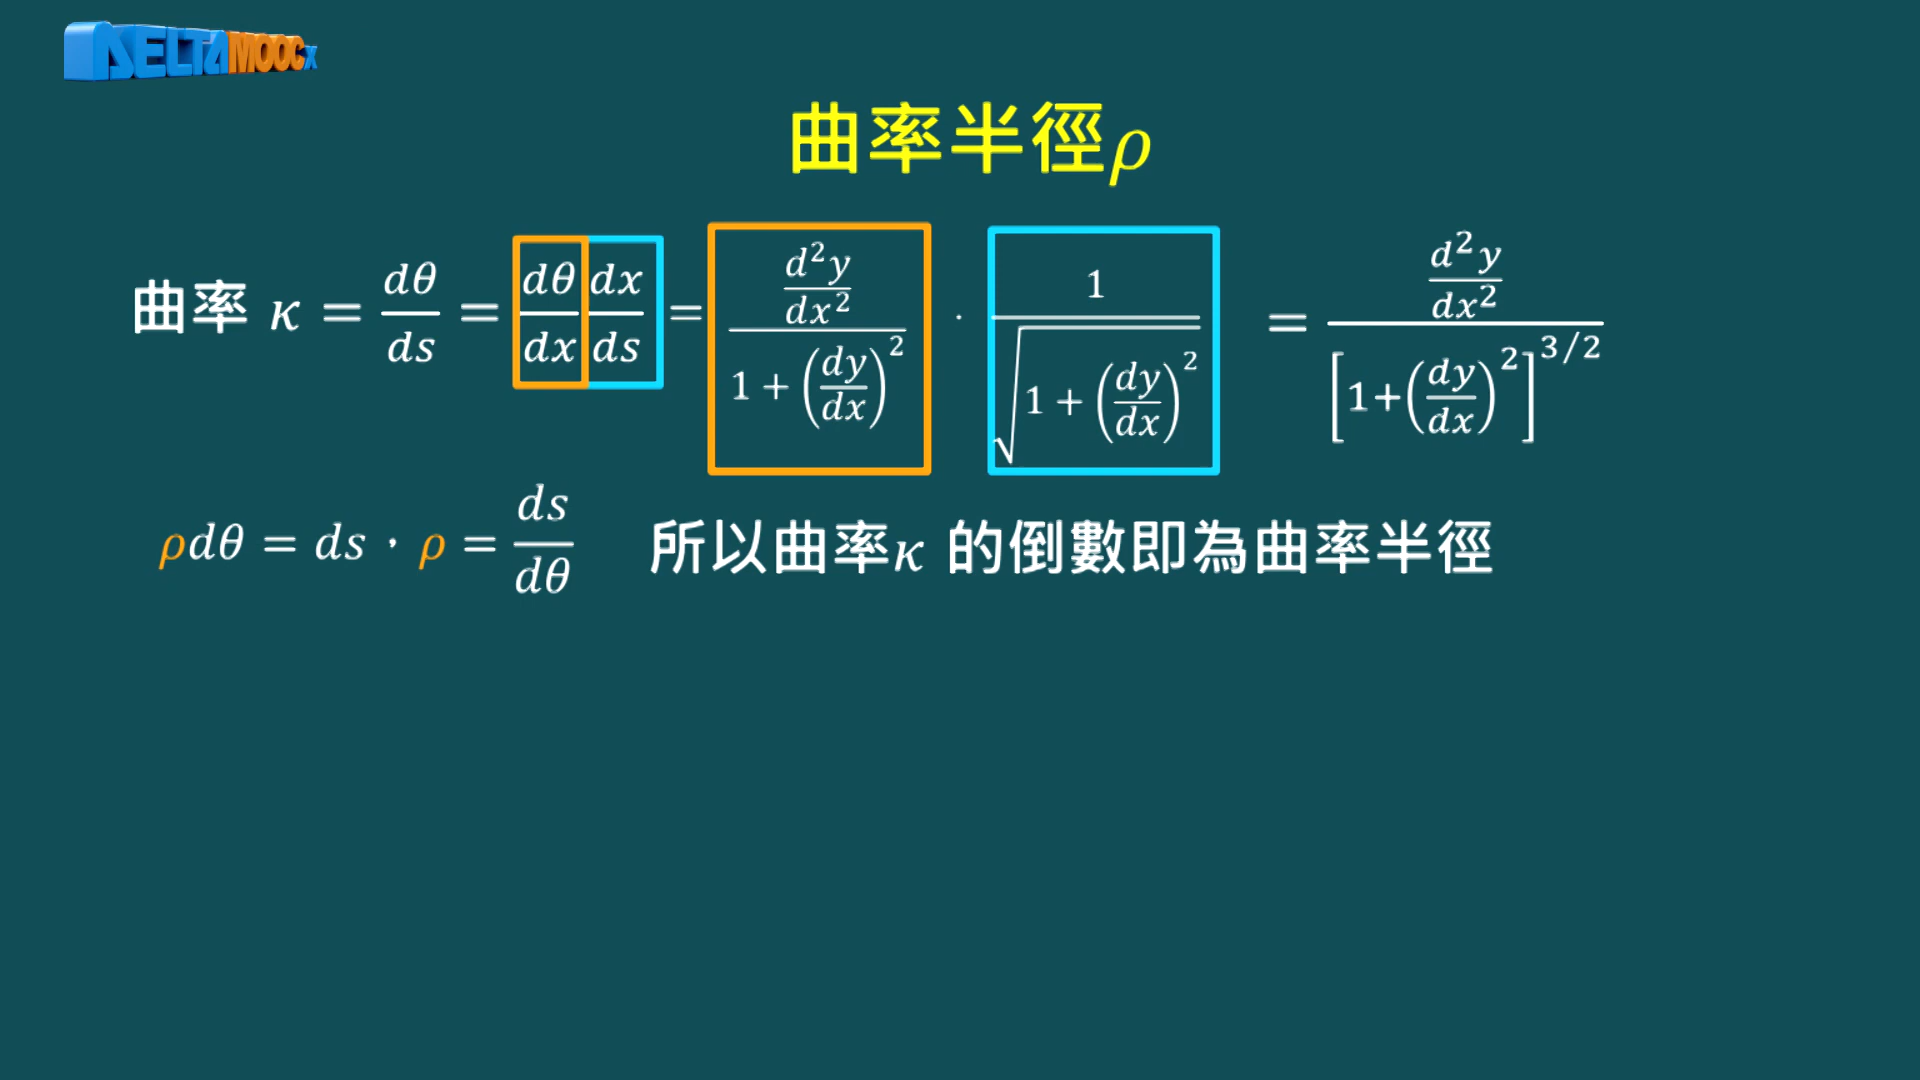 DELTAMOOCx
曲率半徑ρ
曲率 κ = dθ/ds = dθ/dx dx/ds = (d²y/dx²)/(1 + (dy/dx)²) · 1/√(1 + (dy/dx)²) = (d²y/dx²)/[1+(dy/dx)²]^3/2
ρdθ = ds · ρ = ds/dθ 所以曲率κ 的倒數即為曲率半徑